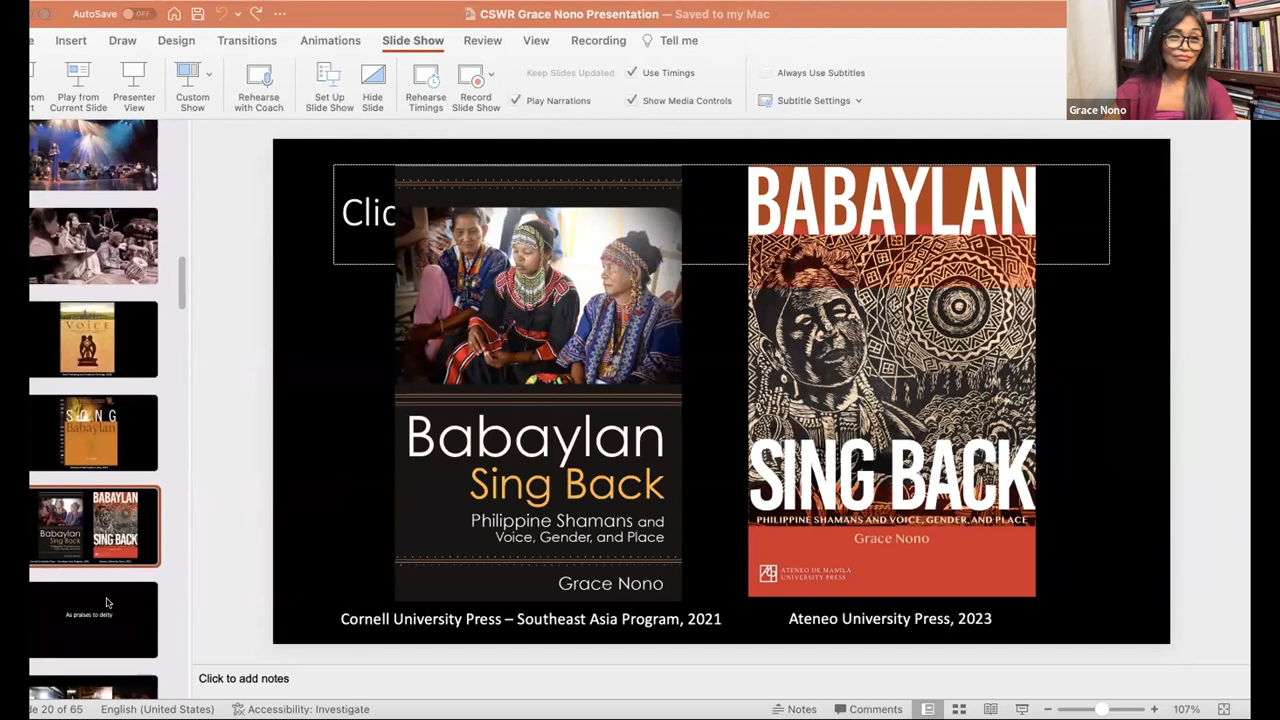 AutoSave OFF
CSWR Grace Nono Presentation — Saved to my Mac
Insert Draw Design Transitions Animations Slide Show Review View Recording Tell me
Play from Current Slide
Presenter View
Custom Show
Rehearse with Coach
Set Up Slide Show
Hide Slide
Rehearse Timings
Record Slide Show
Keep Slides Updated
Use Timings
Play Narrations
Show Media Controls
Always Use Subtitles
Subtitle Settings
Grace Nono
VOICE
SONG
Babaylan
Babaylan
Sing Back
BABAYLAN
SING BACK
As praises to deity
Clic
Babaylan
Sing Back
Philippine Shamans and
Voice, Gender, and Place
Grace Nono
Cornell University Press – Southeast Asia Program, 2021
BABAYLAN
SING BACK
PHILIPPINE SHAMANS AND VOICE, GENDER, AND PLACE
Grace Nono
ATENEO DE MANILA
UNIVERSITY PRESS
Ateneo University Press, 2023
Click to add notes
de 20 of 65 English (United States) Accessibility: Investigate Notes Comments 107%